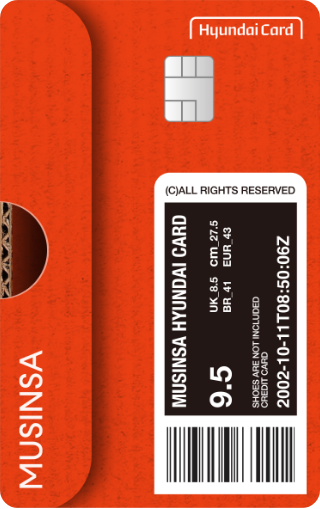 Hyundai Card
(C)ALL RIGHTS RESERVED
MUSINSA HYUNDAI CARD
UK_8.5 cm_27.5
BR_41 EUR_43
9.5
SHOES ARE NOT INCLUDED
CREDIT CARD
2002-10-11T08:50:06Z
MUSINSA